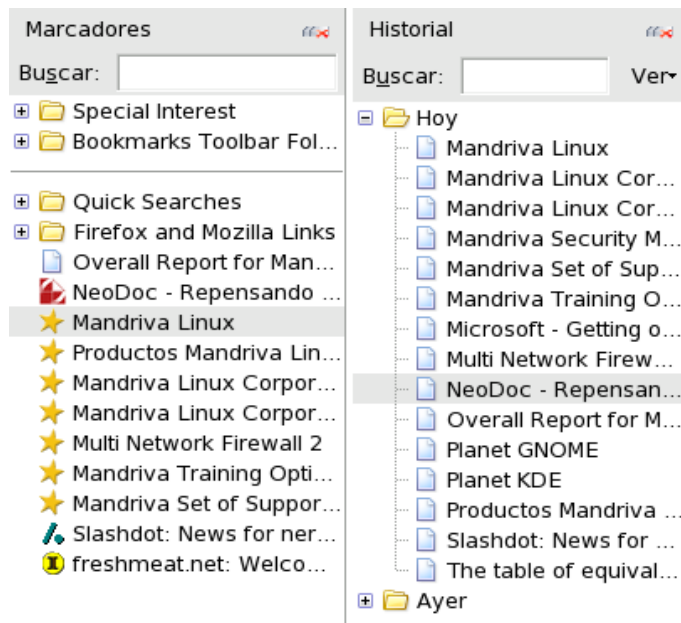 Marcadores
Buscar:
Special Interest
Bookmarks Toolbar Fol...
Quick Searches
Firefox and Mozilla Links
Overall Report for Man...
NeoDoc - Repensando ...
Mandriva Linux
Productos Mandriva Lin...
Mandriva Linux Corpor...
Mandriva Linux Corpor...
Multi Network Firewall 2
Mandriva Training Opti...
Mandriva Set of Suppor...
Slashdot: News for ner...
freshmeat.net: Welco...
Historial
Buscar:
Ver
Hoy
Mandriva Linux
Mandriva Linux Cor...
Mandriva Linux Cor...
Mandriva Security M...
Mandriva Set of Sup...
Mandriva Training O...
Microsoft - Getting o...
Multi Network Firew...
NeoDoc - Repensan...
Overall Report for M...
Planet GNOME
Planet KDE
Productos Mandriva ...
Slashdot: News for ...
The table of equival...
Ayer